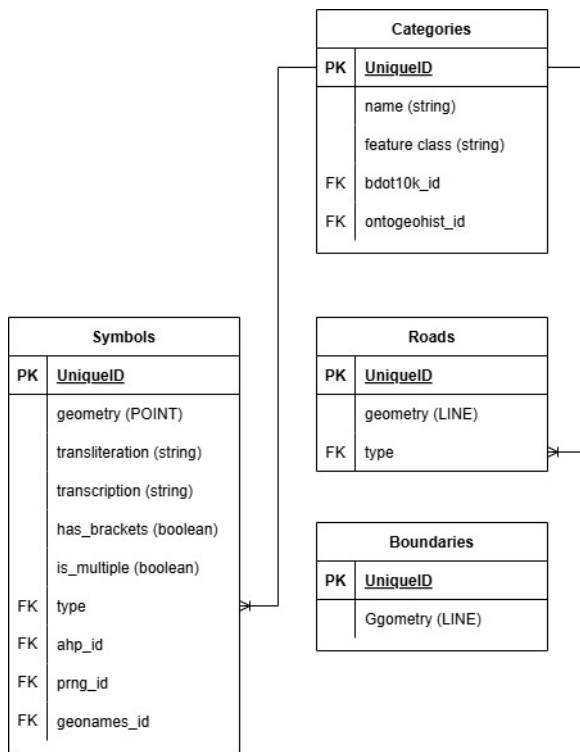 Categories
PK UniqueID
name (string)
feature class (string)
FK bdot10k_id
FK ontogeohist_id
Symbols
PK UniqueID
geometry (POINT)
transliteration (string)
transcription (string)
has_brackets (boolean)
is_multiple (boolean)
FK type
FK ahp_id
FK prng_id
FK geonames_id
Roads
PK UniqueID
geometry (LINE)
FK type
Boundaries
PK UniqueID
Ggometry (LINE)